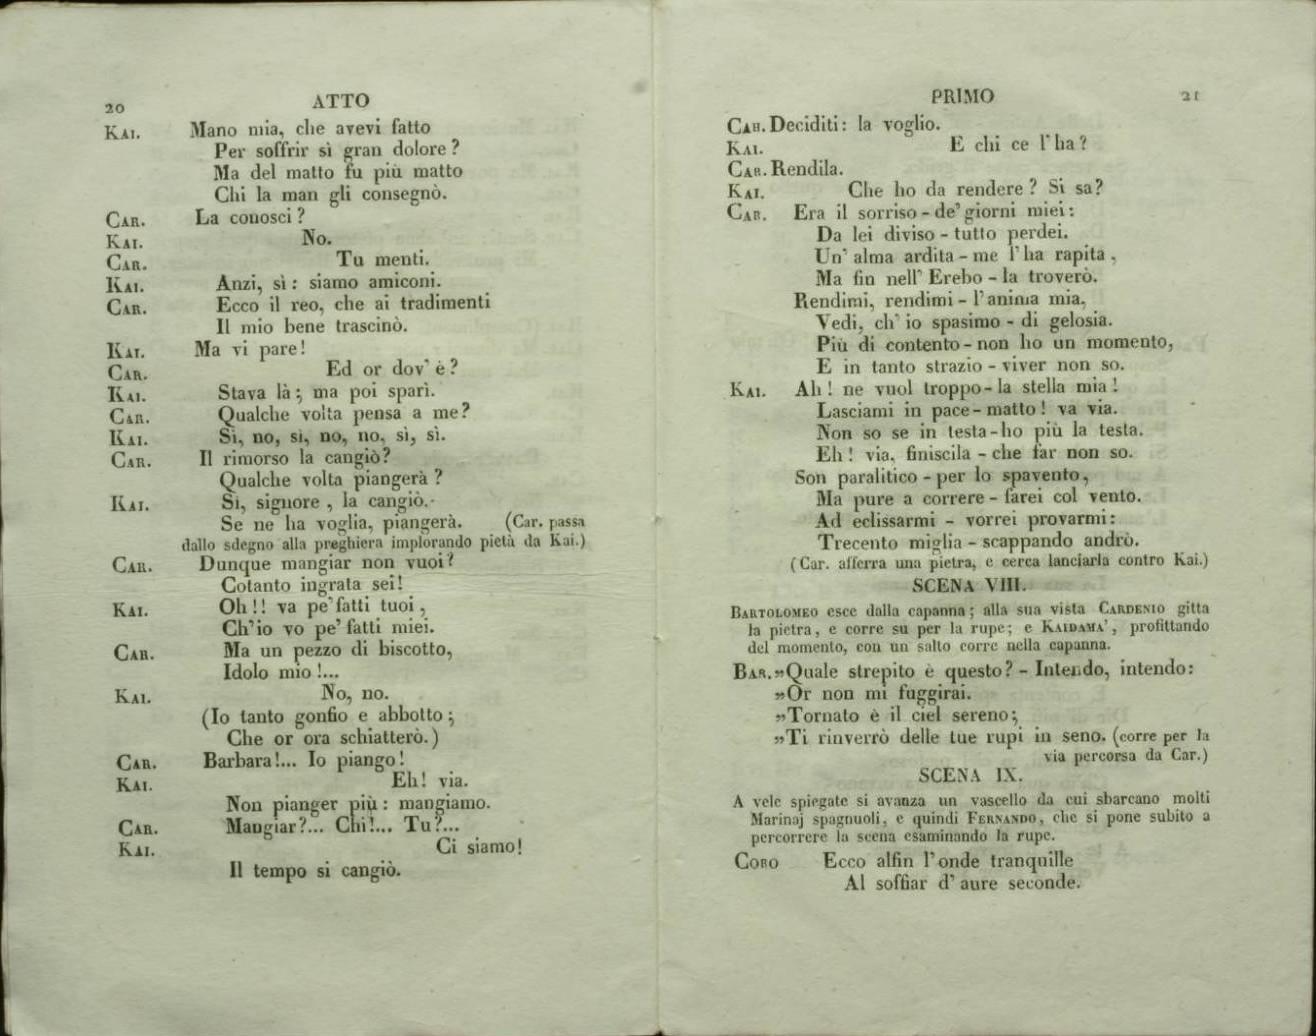 20 ATTO
KAI. Mano mia, che avevi fatto
Per soffrir sì gran dolore?
Ma del matto fu più matto
Chi la man gli consegnò.
CAR. La conosci?
KAI. No.
CAR. Tu menti.
KAI. Anzi, sì: siamo amiconi.
CAR. Ecco il reo, che ai tradimenti
Il mio bene trascinò.
KAI. Ma vi pare!
CAR. Ed or dov' è?
KAI. Stava là; ma poi sparì.
CAR. Qualche volta pensa a me?
KAI. Sì, no, sì, no, no, sì, sì.
CAR. Il rimorso la cangiò?
Qualche volta piangerà?
KAI. Sì, signore, la cangiò.
Se ne ha voglia, piangerà. (Car. passa
dallo sdegno alla preghiera implorando pietà da Kai.)
CAR. Dunque mangiar non vuoi?
Cotanto ingrata sei!
KAI. Oh!! va pe' fatti tuoi,
Ch'io vo pe' fatti miei.
CAR. Ma un pezzo di biscotto,
Idolo mio!...
KAI. No, no.
(Io tanto gonfio e abbotto;
Che or ora schiatterò.)
CAR. Barbara!... Io piango!
KAI. Eh! via.
Non pianger più: mangiamo.
CAR. Mangiar?... Chi!... Tu?...
KAI. Ci siamo!
Il tempo si cangiò.
PRIMO 21
CAR. Deciditi: la voglio.
KAI. E chi ce l'ha?
CAR. Rendila.
KAI. Che ho da rendere? Si sa?
CAR. Era il sorriso - de' giorni miei:
Da lei diviso - tutto perdei.
Un' alma ardita - me l'ha rapita,
Ma fin nell' Erebo - la troverò.
Rendimi, rendimi - l'anima mia,
Vedi, ch' io spasimo - di gelosia.
Più di contento - non ho un momento,
E in tanto strazio - viver non so.
KAI. Ah! ne vuol troppo - la stella mia!
Lasciami in pace - matto! va via.
Non so se in testa - ho più la testa.
Eh! via, finiscila - che far non so.
Son paralitico - per lo spavento,
Ma pure a correre - farei col vento.
Ad eclissarmi - vorrei provarmi:
Trecento miglia - scappando andrò.
(Car. afferra una pietra, e cerca lanciarla contro Kai.)
SCENA VIII.
BARTOLOMEO esce dalla capanna; alla sua vista CARDENIO gitta
la pietra, e corre su per la rupe; e KAIDAMA', profittando
del momento, con un salto corre nella capanna.
BAR. »Quale strepito è questo? - Intendo, intendo:
»Or non mi fuggirai.
»Tornato è il ciel sereno;
»Ti rinverrò delle tue rupi in seno. (corre per la
via percorsa da Car.)
SCENA IX.
A vele spiegate si avanza un vascello da cui sbarcano molti
Marinaj spagnuoli, e quindi FERNANDO, che si pone subito a
percorrere la scena esaminando la rupe.
CORO Ecco alfin l'onde tranquille
Al soffiar d' aure seconde.